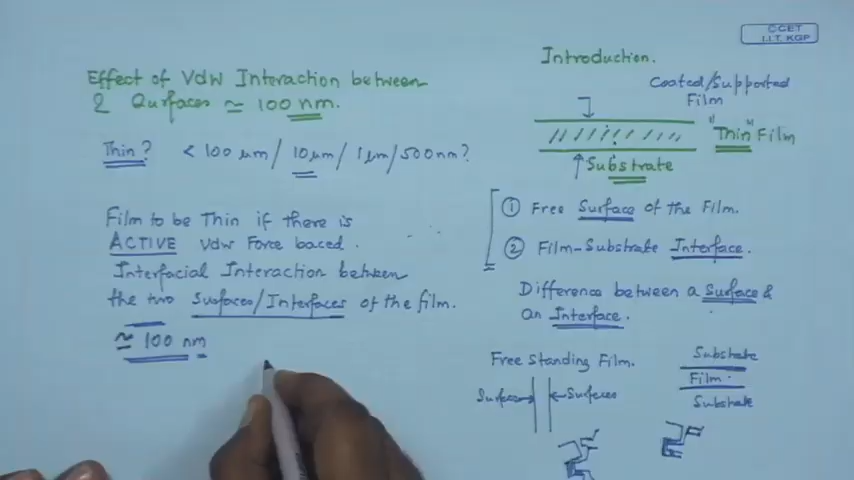 Effect of Vdw Interaction between
2 Surfaces ≃ 100 nm.
Thin? < 100 μm / 10 μm / 1 μm / 500 nm?
Film to be Thin if there is
ACTIVE Vdw Force based.
Interfacial Interaction between
the two Surfaces/Interfaces of the film.
≃ 100 nm
© CET
I.I.T. KGP
Introduction.
Coated/Supported
Film
"Thin" Film
Substrate
① Free Surface of the Film.
② Film-Substrate Interface.
Difference between a Surface &
an Interface.
Free Standing Film.
Surface Surface
Substrate
Film.
Substrate